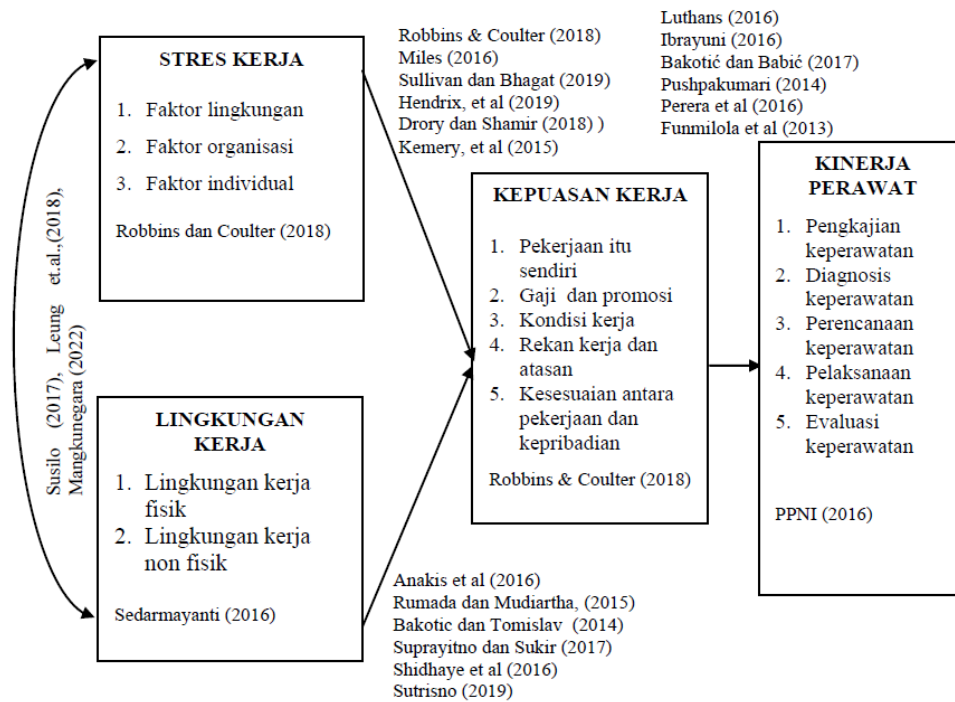 STRES KERJA
1. Faktor lingkungan
2. Faktor organisasi
3. Faktor individual
Robbins dan Coulter (2018)
Susilo (2017), Leung et.al.,(2018),
Mangkunegara (2022)
LINGKUNGAN
KERJA
1. Lingkungan kerja
fisik
2. Lingkungan kerja
non fisik
Sedarmayanti (2016)
Robbins & Coulter (2018)
Miles (2016)
Sullivan dan Bhagat (2019)
Hendrix, et al (2019)
Drory dan Shamir (2018) )
Kemery, et al (2015)
KEPUASAN KERJA
1. Pekerjaan itu
sendiri
2. Gaji dan promosi
3. Kondisi kerja
4. Rekan kerja dan
atasan
5. Kesesuaian antara
pekerjaan dan
kepribadian
Robbins & Coulter (2018)
Anakis et al (2016)
Rumada dan Mudiartha, (2015)
Bakotic dan Tomislav (2014)
Suprayitno dan Sukir (2017)
Shidhaye et al (2016)
Sutrisno (2019)
Luthans (2016)
Ibrayuni (2016)
Bakotić dan Babić (2017)
Pushpakumari (2014)
Perera et al (2016)
Funmilola et al (2013)
KINERJA
PERAWAT
1. Pengkajian
keperawatan
2. Diagnosis
keperawatan
3. Perencanaan
keperawatan
4. Pelaksanaan
keperawatan
5. Evaluasi
keperawatan
PPNI (2016)